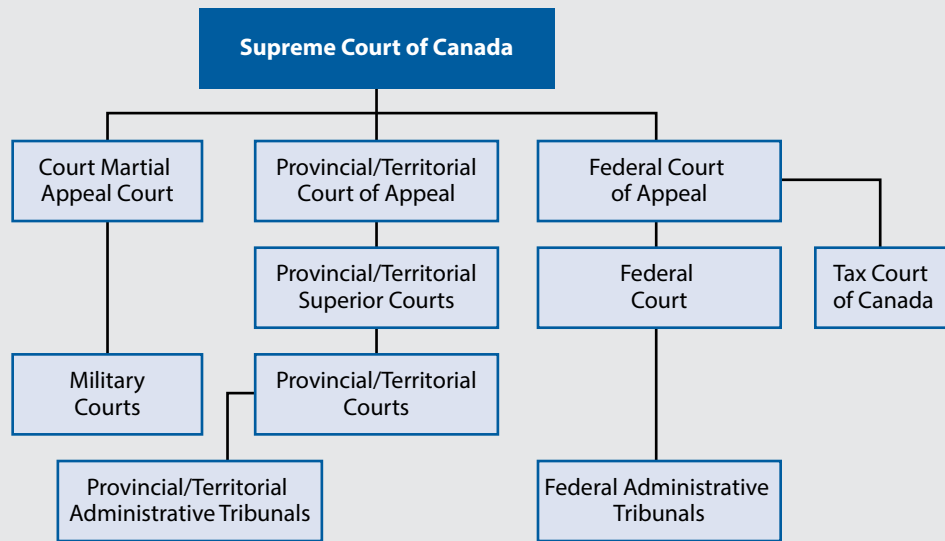 Supreme Court of Canada
Court Martial
Appeal Court
Provincial/Territorial
Court of Appeal
Federal Court
of Appeal
Provincial/Territorial
Superior Courts
Federal
Court
Tax Court
of Canada
Military
Courts
Provincial/Territorial
Courts
Provincial/Territorial
Administrative Tribunals
Federal Administrative
Tribunals